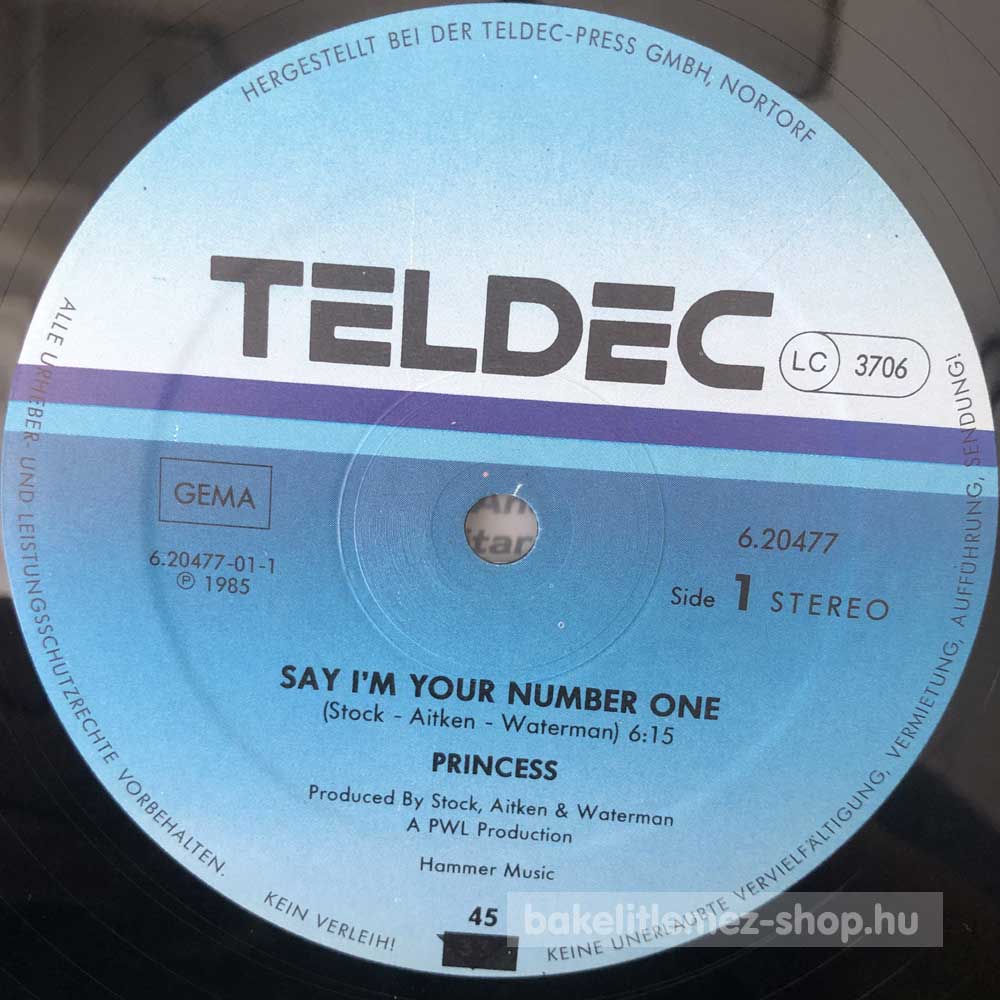 HERGESTELLT BEI DER TELDEC-PRESS GMBH, NORTORF
TELDEC
LC 3706
GEMA
6.20477-01-1
℗ 1985
6.20477
Side 1 STEREO
SAY I'M YOUR NUMBER ONE
(Stock - Aitken - Waterman) 6:15
PRINCESS
Produced By Stock, Aitken & Waterman
A PWL Production
Hammer Music
45
ALLE URHEBER- UND LEISTUNGSSCHUTZRECHTE VORBEHALTEN.
KEIN VERLEIH!
KEINE UNERLAUBTE VERVIELFÄLTIGUNG, VERMIETUNG, AUFFÜHRUNG, SENDUNG!
bakelitlemez-shop.hu